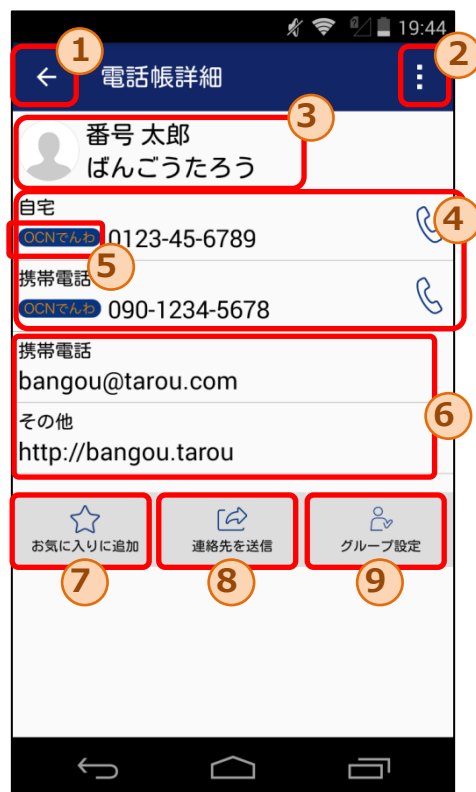 19:44
1
2
電話帳詳細
3
番号 太郎
ばんごうたろう
自宅
4
OCNでんわ 0123-45-6789
5
携帯電話
OCNでんわ 090-1234-5678
携帯電話
bangou@tarou.com
6
その他
http://bangou.tarou
お気に入りに追加 連絡先を送信 グループ設定
7 8 9